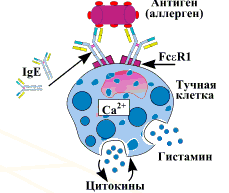 Антиген
(аллерген)
IgE
FcεR1
Тучная
клетка
Ca2+
Гистамин
Цитокины